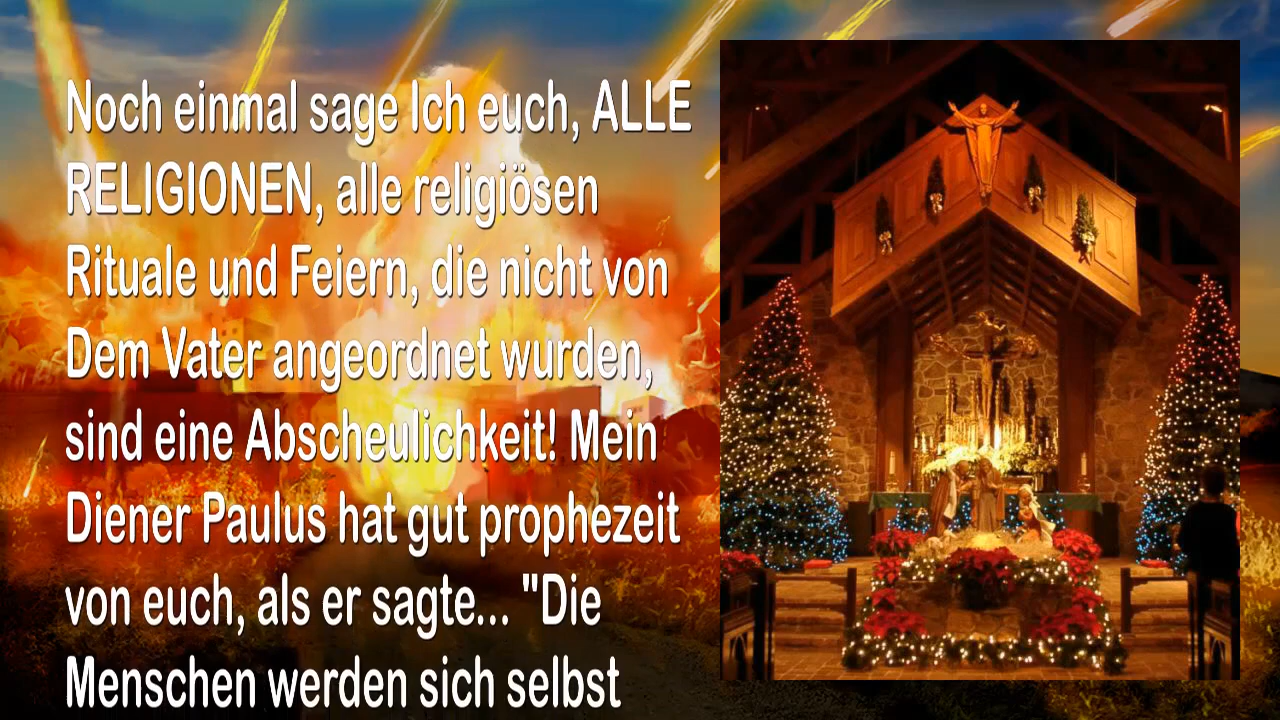 Noch einmal sage Ich euch, ALLE
RELIGIONEN, alle religiösen
Rituale und Feiern, die nicht von
Dem Vater angeordnet wurden,
sind eine Abscheulichkeit! Mein
Diener Paulus hat gut prophezeit
von euch, als er sagte... "Die
Menschen werden sich selbst